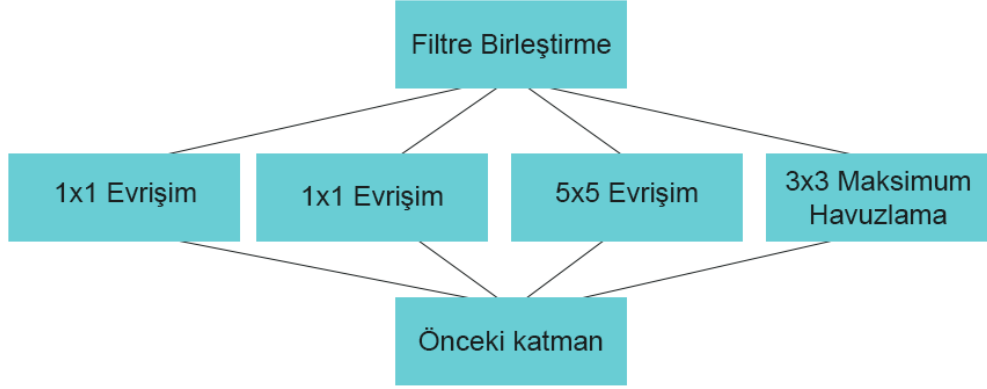 Filtre Birleştirme
1x1 Evrişim
1x1 Evrişim
5x5 Evrişim
3x3 Maksimum
Havuzlama
Önceki katman